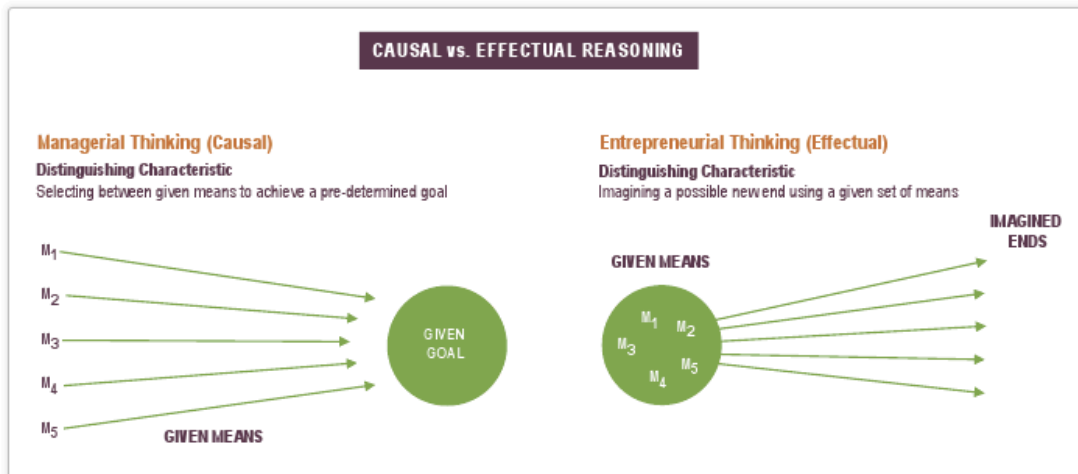 CAUSAL vs. EFFECTUAL REASONING
Managerial Thinking (Causal)
Distinguishing Characteristic
Selecting between given means to achieve a pre-determined goal
M1
M2
M3
M4
M5
GIVEN MEANS
GIVEN
GOAL
Entrepreneurial Thinking (Effectual)
Distinguishing Characteristic
Imagining a possible new end using a given set of means
GIVEN MEANS
M1
M2
M3
M5
M4
IMAGINED
ENDS